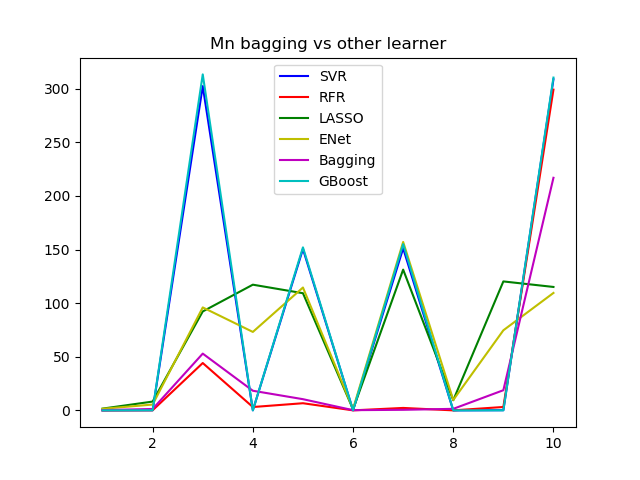 Mn bagging vs other learner
SVR
RFR
LASSO
ENet
Bagging
GBoost
300
250
200
150
100
50
0
2 4 6 8 10